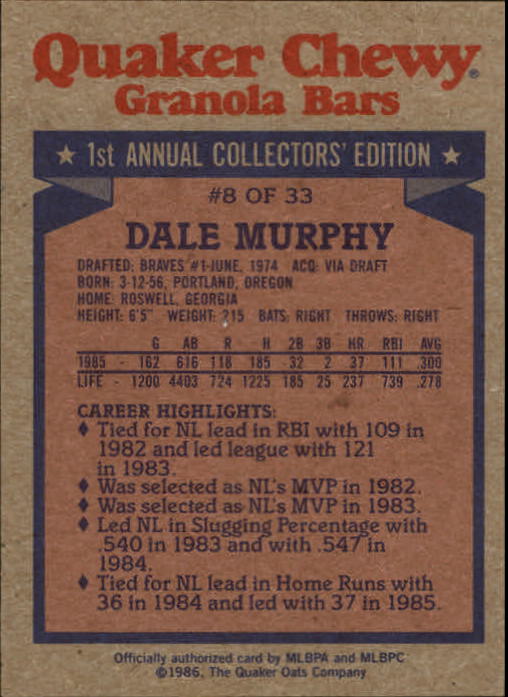 Quaker Chewy®
Granola Bars
★ 1st ANNUAL COLLECTORS' EDITION ★
#8 OF 33
DALE MURPHY
DRAFTED: BRAVES #1-JUNE, 1974 ACQ: VIA DRAFT
BORN: 3-12-56, PORTLAND, OREGON
HOME: ROSWELL, GEORGIA
HEIGHT: 6'5" WEIGHT: 215 BATS: RIGHT THROWS: RIGHT
G AB R H 2B 3B HR RBI AVG
1985 - 162 616 118 185 32 2 37 111 .300
LIFE - 1200 4403 724 1225 185 25 237 739 .278
CAREER HIGHLIGHTS:
♦ Tied for NL lead in RBI with 109 in
1982 and led league with 121
in 1983.
♦ Was selected as NL's MVP in 1982.
♦ Was selected as NL's MVP in 1983.
♦ Led NL in Slugging Percentage with
.540 in 1983 and with .547 in
1984.
♦ Tied for NL lead in Home Runs with
36 in 1984 and led with 37 in 1985.
Officially authorized card by MLBPA and MLBPC
©1986, The Quaker Oats Company